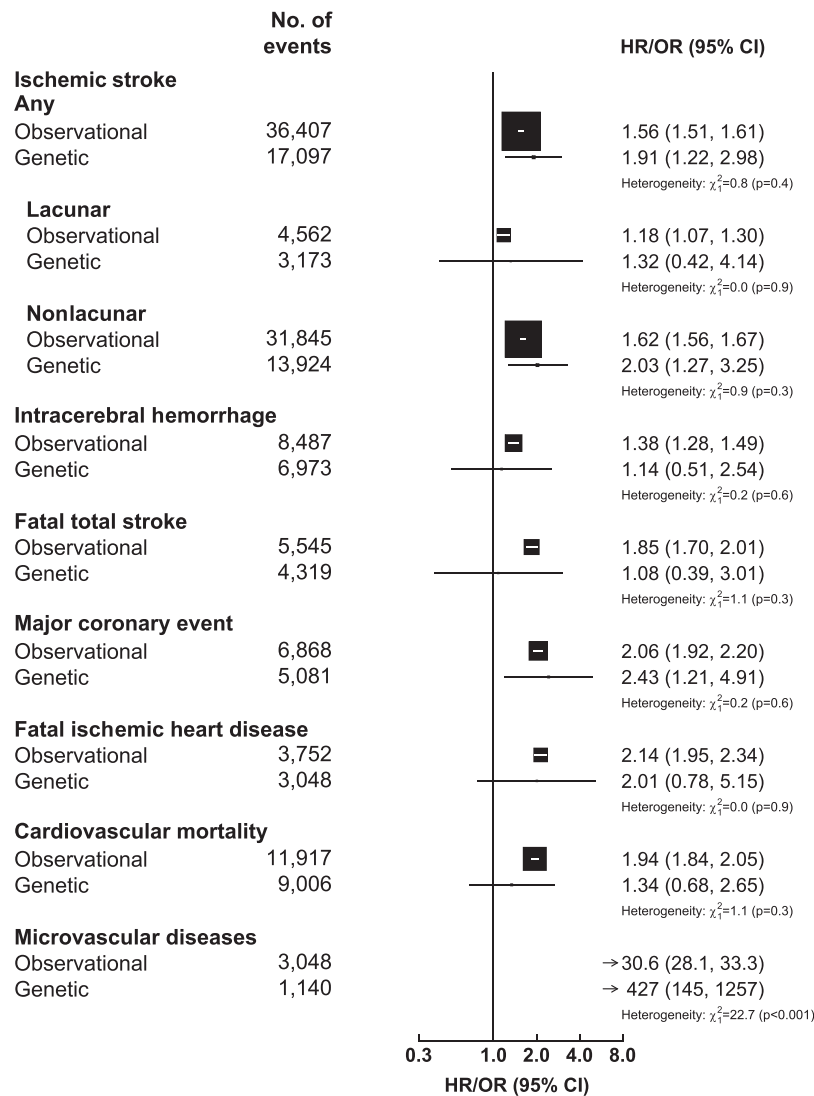 No. of
events HR/OR (95% CI)
Ischemic stroke
Any
Observational 36,407 1.56 (1.51, 1.61)
Genetic 17,097 1.91 (1.22, 2.98)
Heterogeneity: χ²₁=0.8 (p=0.4)
Lacunar
Observational 4,562 1.18 (1.07, 1.30)
Genetic 3,173 1.32 (0.42, 4.14)
Heterogeneity: χ²₁=0.0 (p=0.9)
Nonlacunar
Observational 31,845 1.62 (1.56, 1.67)
Genetic 13,924 2.03 (1.27, 3.25)
Heterogeneity: χ²₁=0.9 (p=0.3)
Intracerebral hemorrhage
Observational 8,487 1.38 (1.28, 1.49)
Genetic 6,973 1.14 (0.51, 2.54)
Heterogeneity: χ²₁=0.2 (p=0.6)
Fatal total stroke
Observational 5,545 1.85 (1.70, 2.01)
Genetic 4,319 1.08 (0.39, 3.01)
Heterogeneity: χ²₁=1.1 (p=0.3)
Major coronary event
Observational 6,868 2.06 (1.92, 2.20)
Genetic 5,081 2.43 (1.21, 4.91)
Heterogeneity: χ²₁=0.2 (p=0.6)
Fatal ischemic heart disease
Observational 3,752 2.14 (1.95, 2.34)
Genetic 3,048 2.01 (0.78, 5.15)
Heterogeneity: χ²₁=0.0 (p=0.9)
Cardiovascular mortality
Observational 11,917 1.94 (1.84, 2.05)
Genetic 9,006 1.34 (0.68, 2.65)
Heterogeneity: χ²₁=1.1 (p=0.3)
Microvascular diseases
Observational 3,048 →30.6 (28.1, 33.3)
Genetic 1,140 → 427 (145, 1257)
Heterogeneity: χ²₁=22.7 (p<0.001)
0.3 1.0 2.0 4.0 8.0
HR/OR (95% CI)